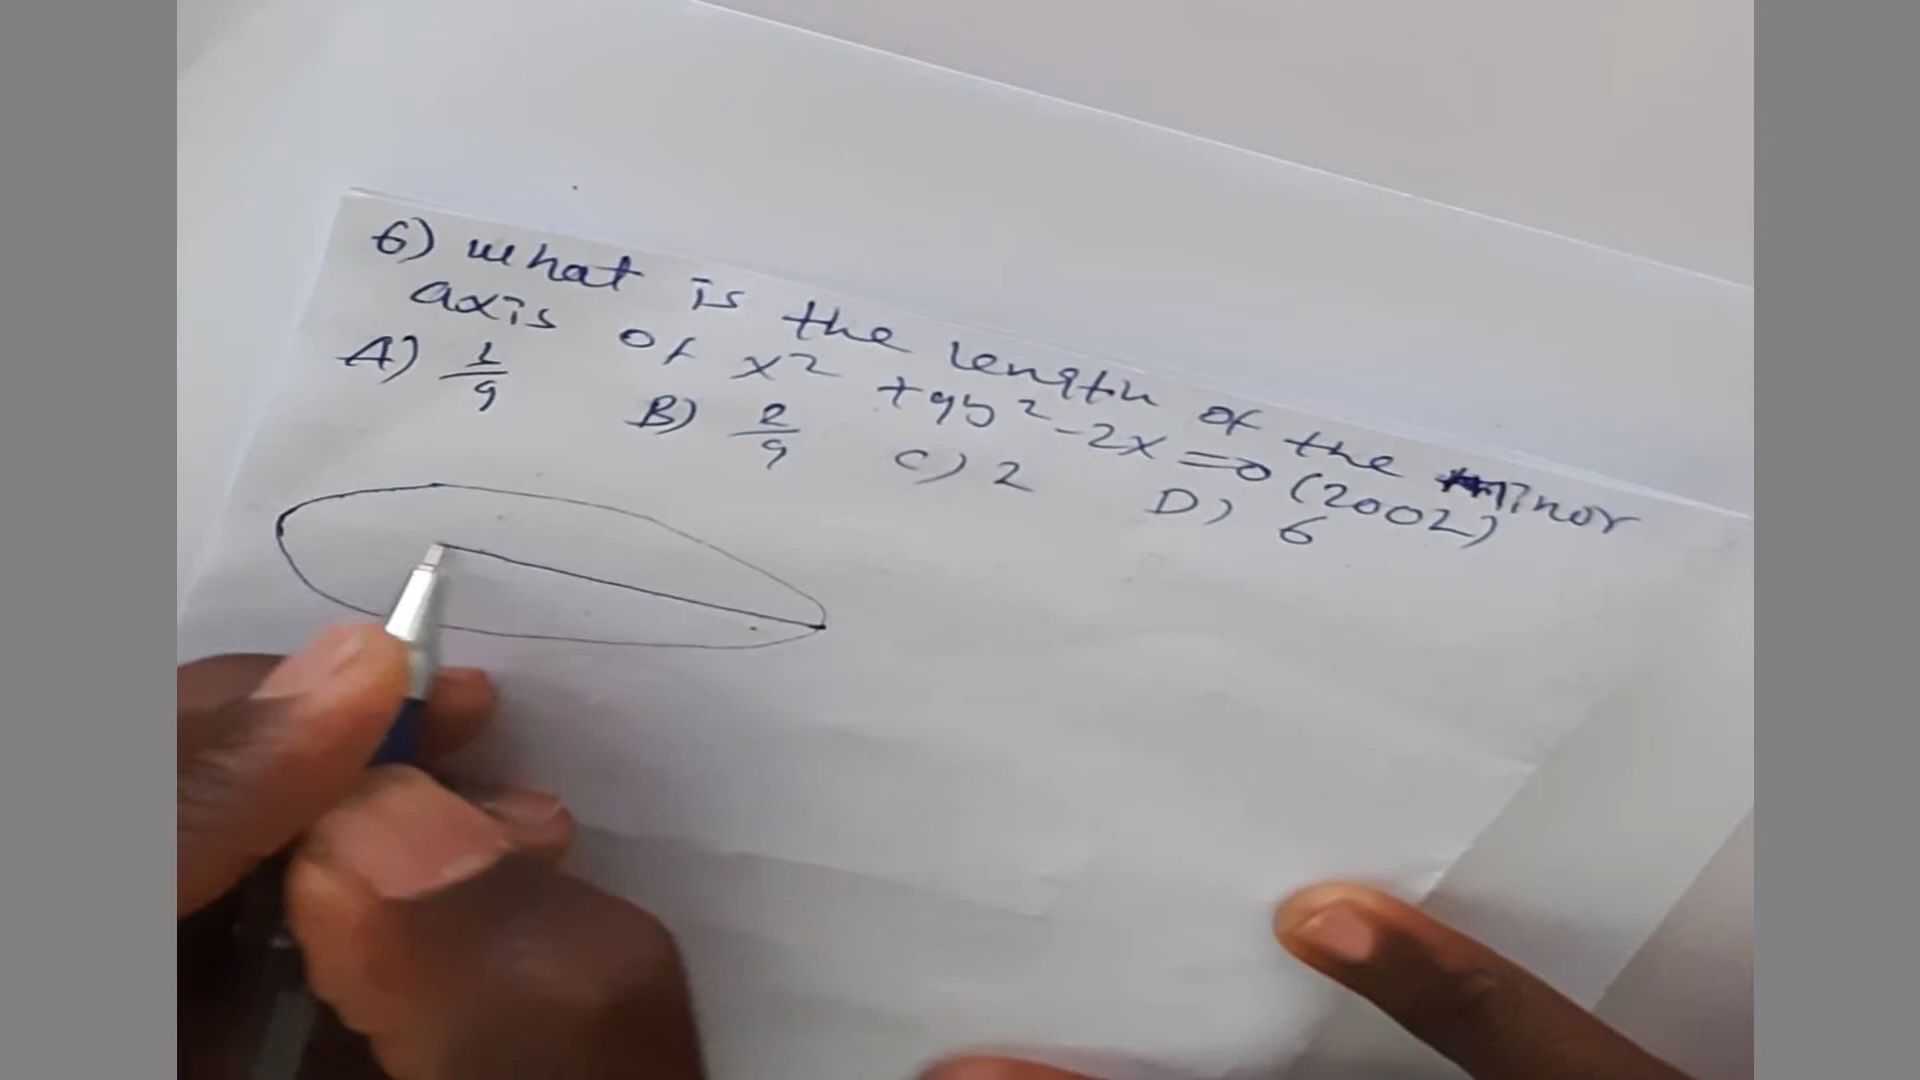 6) what is the length of the minor
axis of x² + 9y² - 2x = 0 (2002)
A) 1/9 B) 2/9 C) 2 D) 6